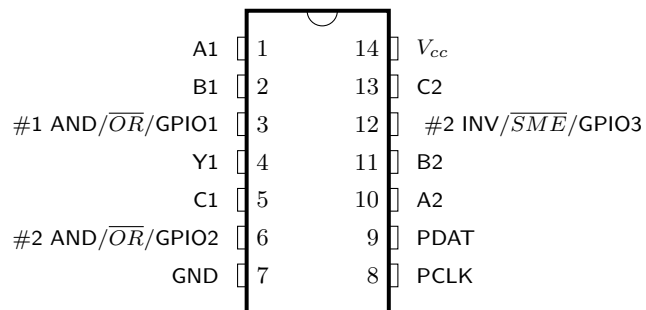 A1 1 14 Vcc
B1 2 13 C2
#1 AND/OR/GPIO1 3 12 #2 INV/SME/GPIO3
Y1 4 11 B2
C1 5 10 A2
#2 AND/OR/GPIO2 6 9 PDAT
GND 7 8 PCLK